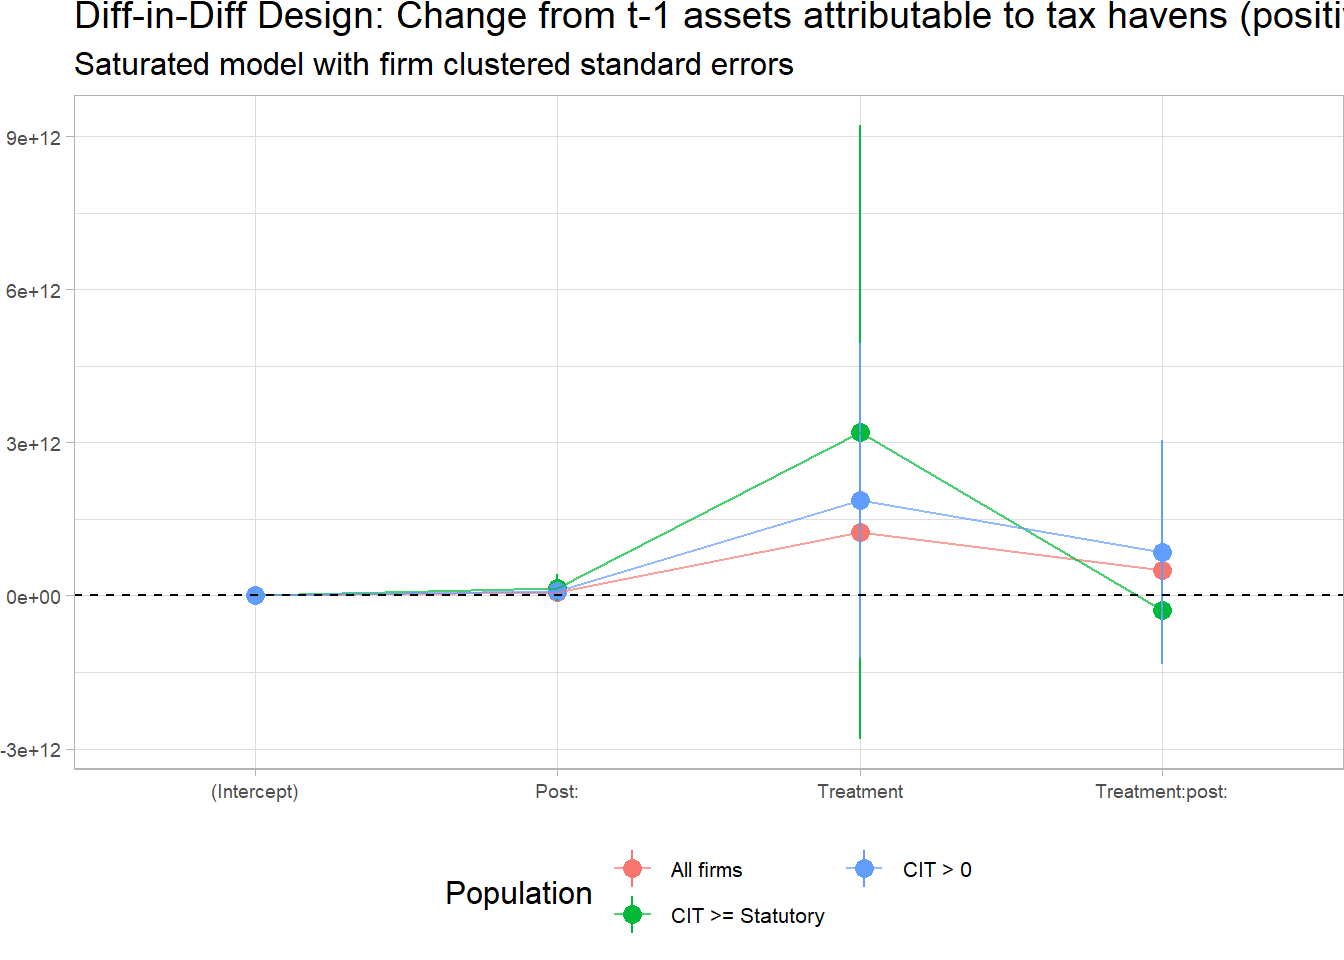 Diff-in-Diff Design: Change from t-1 assets attributable to tax havens (positi
Saturated model with firm clustered standard errors
9e+12
6e+12
3e+12
0e+00
-3e+12
(Intercept)
Post:
Treatment
Treatment:post:
Population
All firms
CIT > 0
CIT >= Statutory